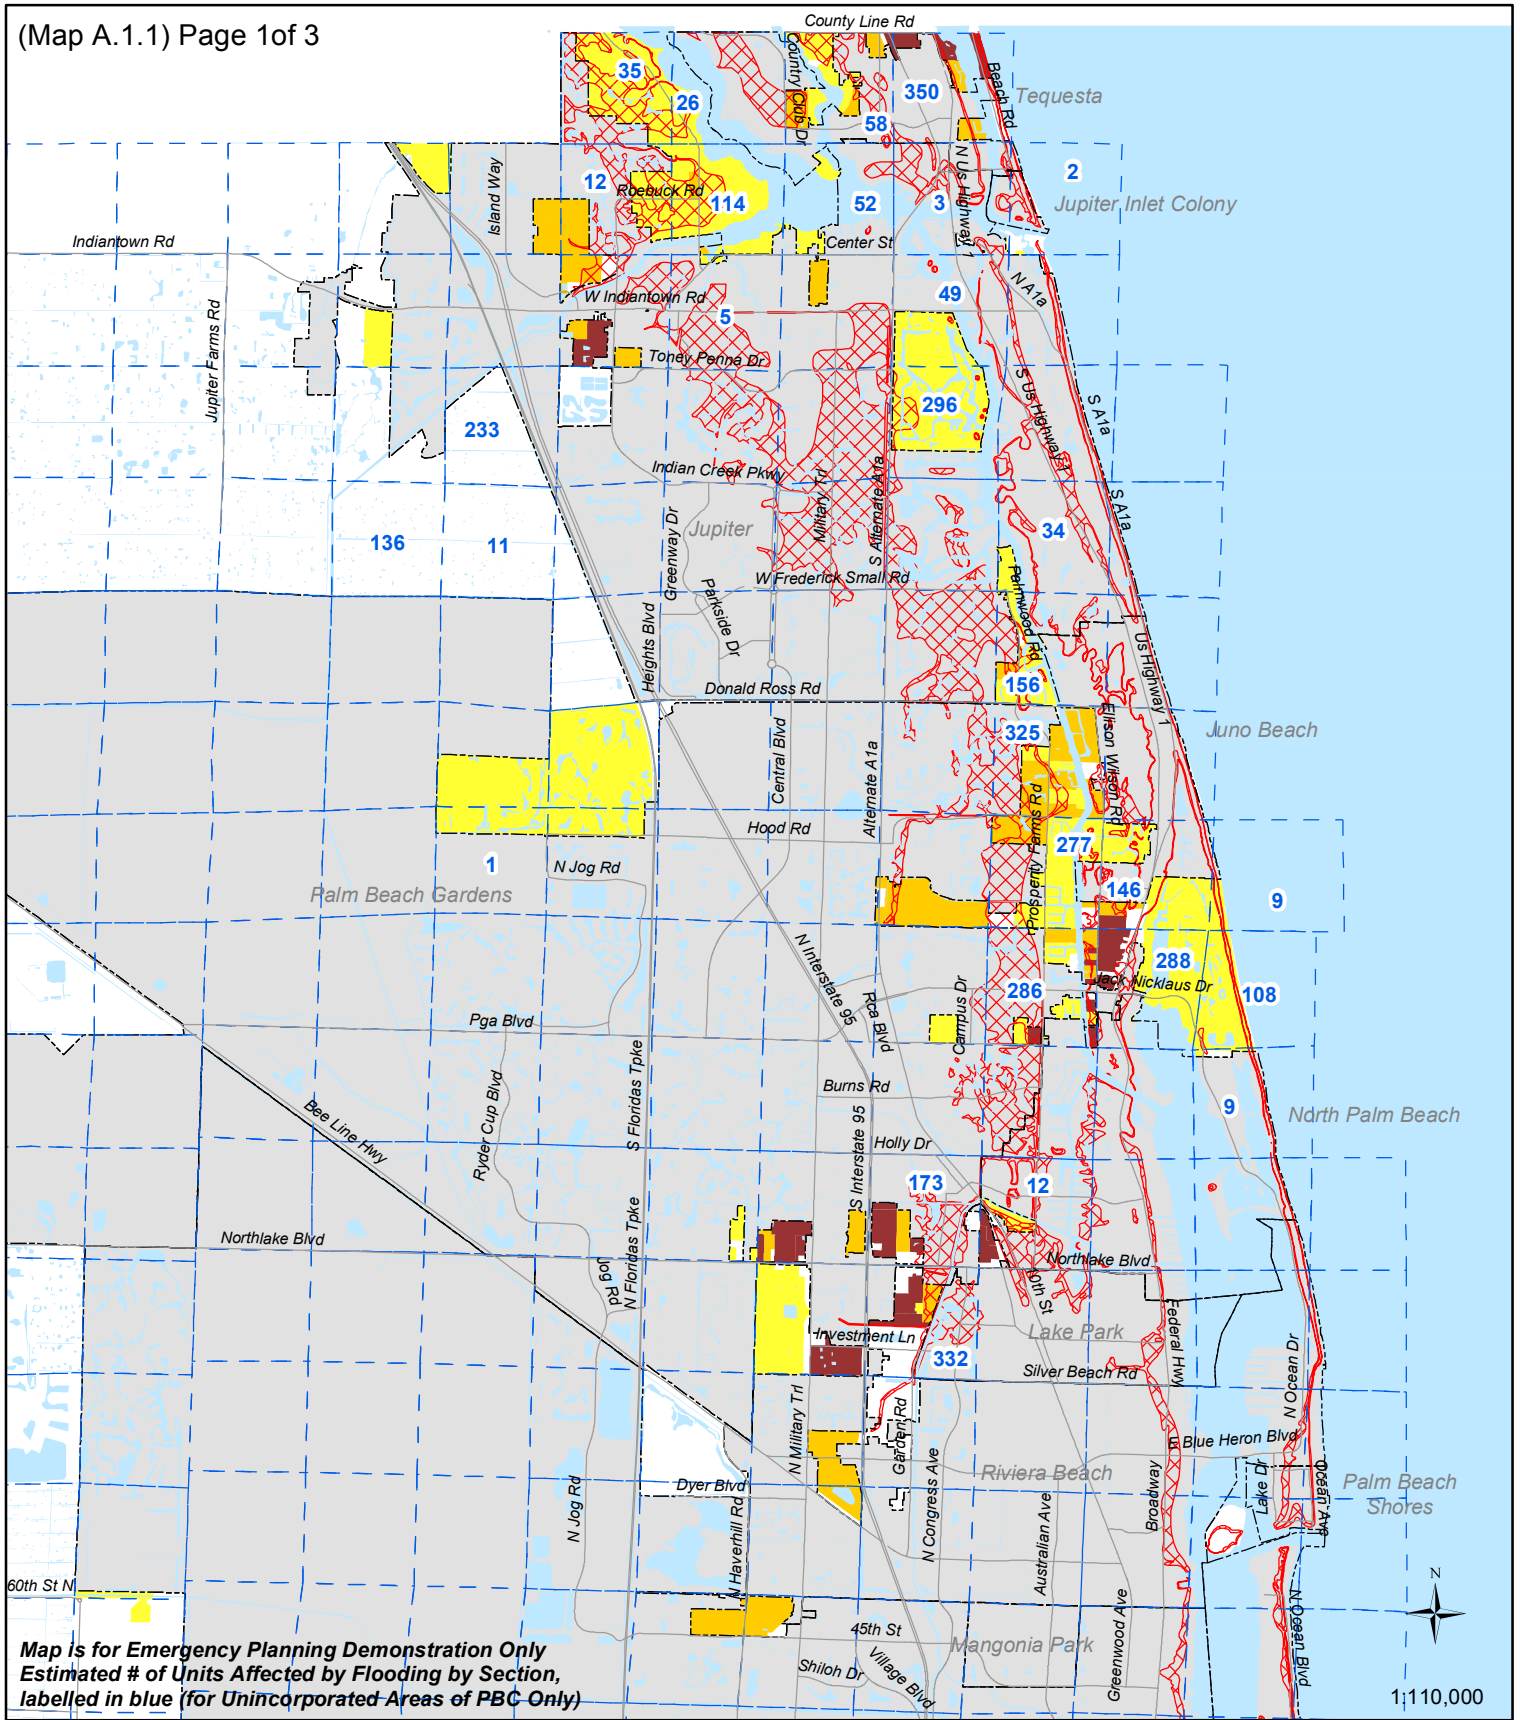 (Map A.1.1) Page 1of 3
County Line Rd
35
Country Club Dr
350
Beach Rd
Tequesta
26
58
Island Way
12
Roebuck Rd
114
52
3
N Us Highway 1
2
Jupiter Inlet Colony
Indiantown Rd
Center St
Jupiter Farms Rd
W Indiantown Rd
5
49
N A1a
Toney Penna Dr
S Us Highway 1
S A1a
296
233
Indian Creek Pkwy
Military Trl
S Alternate A1a
S A1a
136
11
Greenway Dr
Jupiter
34
W Frederick Small Rd
Palmwood Rd
Parkside Dr
Heights Blvd
Us Highway 1
156
Donald Ross Rd
325
Ellison Wilson Rd
Juno Beach
Central Blvd
Alternate A1a
Hood Rd
Prosperity Farms Rd
277
1
N Jog Rd
Palm Beach Gardens
146
9
N Interstate 95
288
Jack Nicklaus Dr
286
108
Pga Blvd
Rca Blvd
Campus Dr
Ryder Cup Blvd
S Floridas Tpke
Burns Rd
9
North Palm Beach
Bee Line Hwy
S Interstate 95
Holly Dr
173
12
Northlake Blvd
N Floridas Tpke
Northlake Blvd
Jog Rd
10th St
Investment Ln
Lake Park
Federal Hwy
332
Silver Beach Rd
N Ocean Dr
N Military Trl
Garden Rd
N Congress Ave
E Blue Heron Blvd
Riviera Beach
Broadway
Lake Dr
Ocean Ave
Palm Beach
Shores
Dyer Blvd
N Jog Rd
N Haverhill Rd
Australian Ave
60th St N
Greenwood Ave
N Ocean Blvd
N
45th St
Mangonia Park
Shiloh Dr
Village Blvd
Map is for Emergency Planning Demonstration Only
Estimated # of Units Affected by Flooding by Section,
labelled in blue (for Unincorporated Areas of PBC Only)
1:110,000